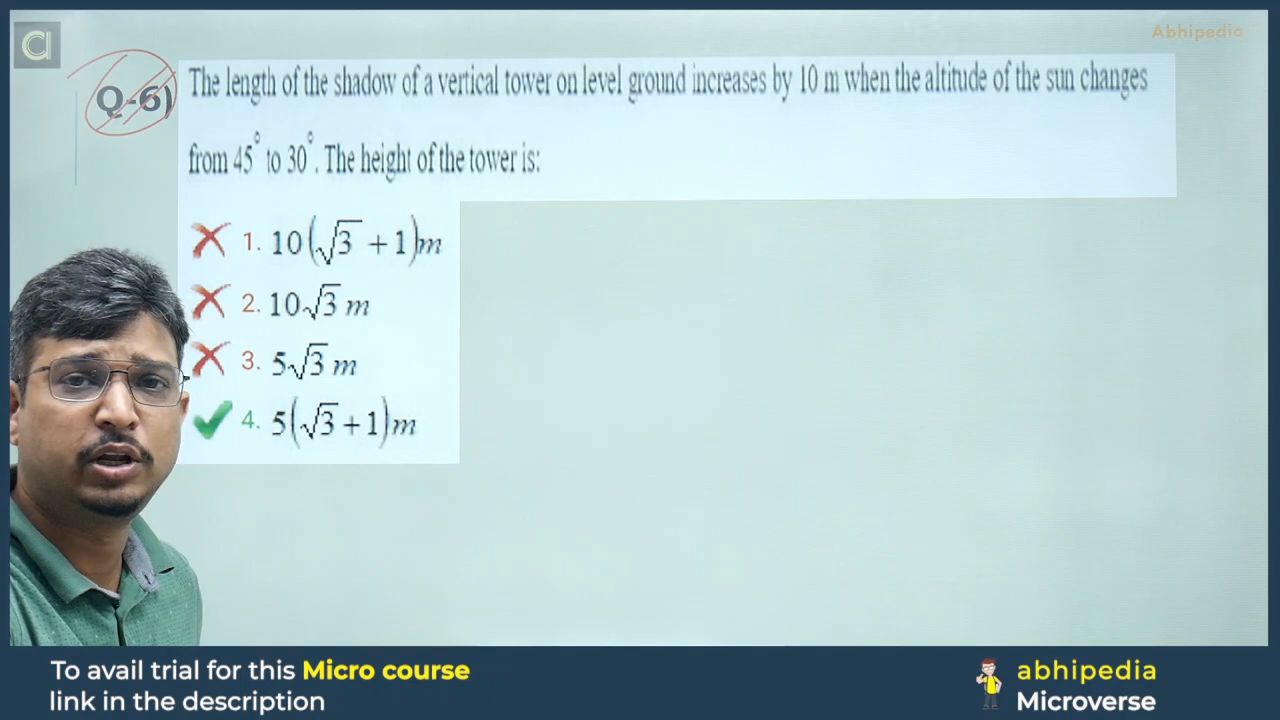 a
Abhipedia
Q-6)
The length of the shadow of a vertical tower on level ground increases by 10 m when the altitude of the sun changes
from 45° to 30°. The height of the tower is:
1. 10(√3 + 1)m
2. 10√3 m
3. 5√3 m
4. 5(√3 + 1)m
To avail trial for this Micro course
link in the description
abhipedia
Microverse